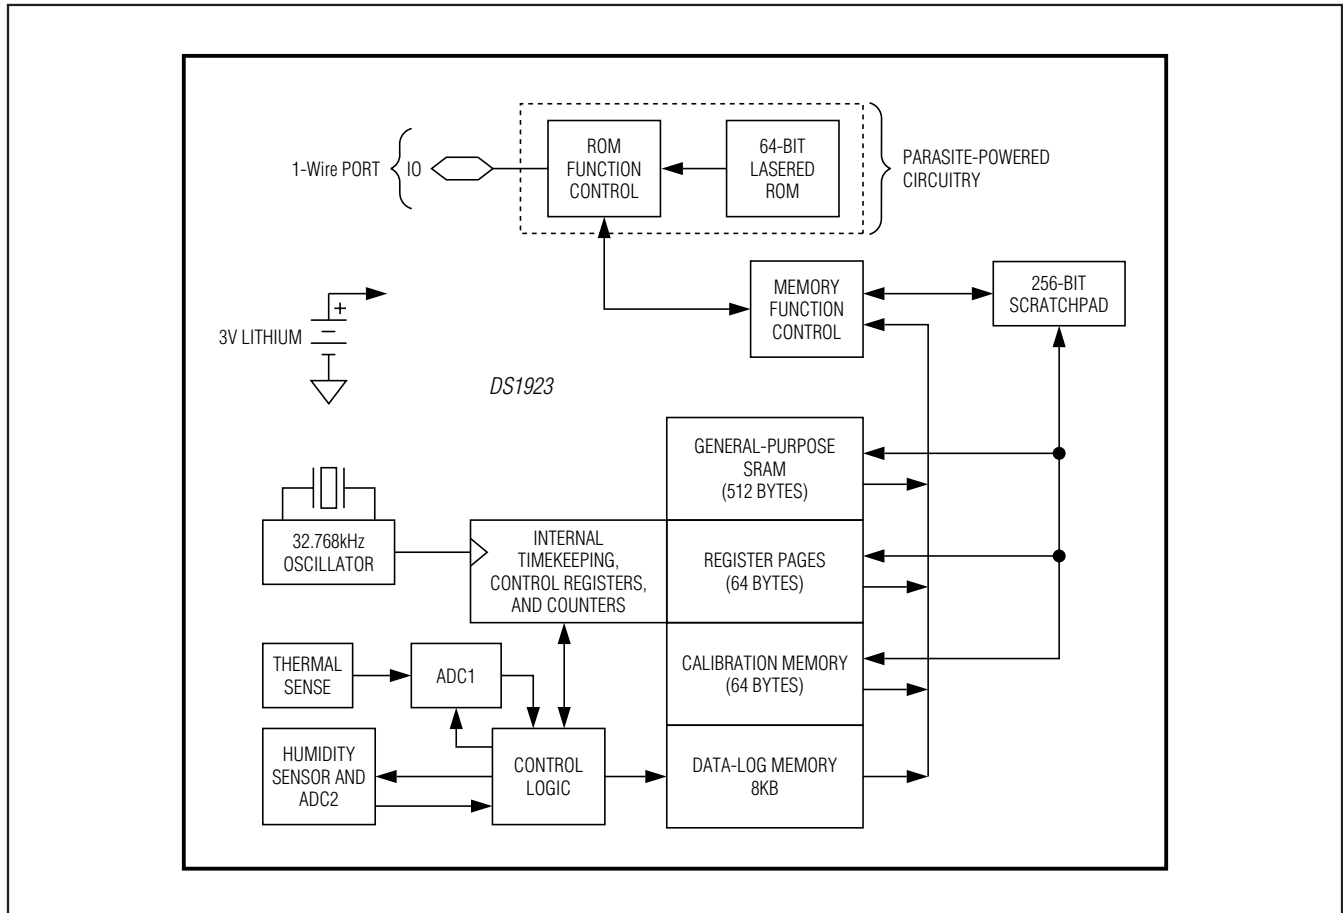 1-Wire PORT
IO
ROM
FUNCTION
CONTROL
64-BIT
LASERED
ROM
PARASITE-POWERED
CIRCUITRY
MEMORY
FUNCTION
CONTROL
256-BIT
SCRATCHPAD
+
3V LITHIUM
DS1923
GENERAL-PURPOSE
SRAM
(512 BYTES)
32.768kHz
OSCILLATOR
INTERNAL
TIMEKEEPING,
CONTROL REGISTERS,
AND COUNTERS
REGISTER PAGES
(64 BYTES)
THERMAL
SENSE
ADC1
CALIBRATION MEMORY
(64 BYTES)
HUMIDITY
SENSOR AND
ADC2
CONTROL
LOGIC
DATA-LOG MEMORY
8KB